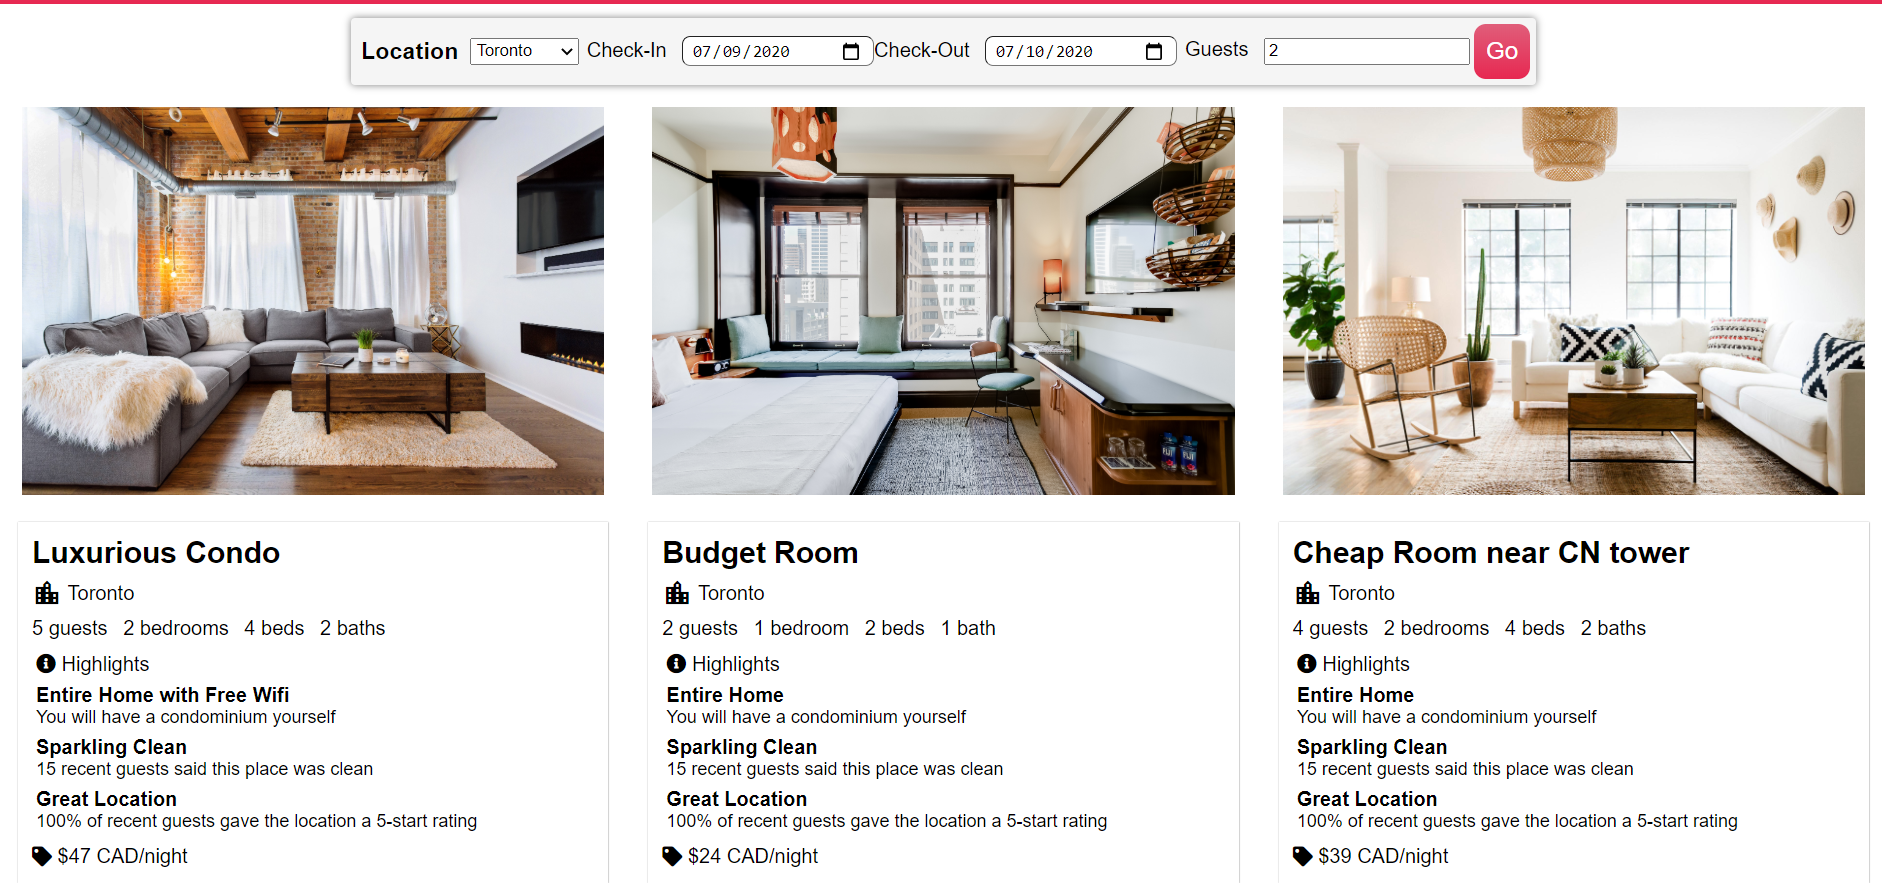 Location Toronto Check-In 07/09/2020 Check-Out 07/10/2020 Guests 2 Go
FIJI FIJI
Luxurious Condo
Toronto
5 guests 2 bedrooms 4 beds 2 baths
Highlights
Entire Home with Free Wifi
You will have a condominium yourself
Sparkling Clean
15 recent guests said this place was clean
Great Location
100% of recent guests gave the location a 5-start rating
$47 CAD/night
Budget Room
Toronto
2 guests 1 bedroom 2 beds 1 bath
Highlights
Entire Home
You will have a condominium yourself
Sparkling Clean
15 recent guests said this place was clean
Great Location
100% of recent guests gave the location a 5-start rating
$24 CAD/night
Cheap Room near CN tower
Toronto
4 guests 2 bedrooms 4 beds 2 baths
Highlights
Entire Home
You will have a condominium yourself
Sparkling Clean
15 recent guests said this place was clean
Great Location
100% of recent guests gave the location a 5-start rating
$39 CAD/night